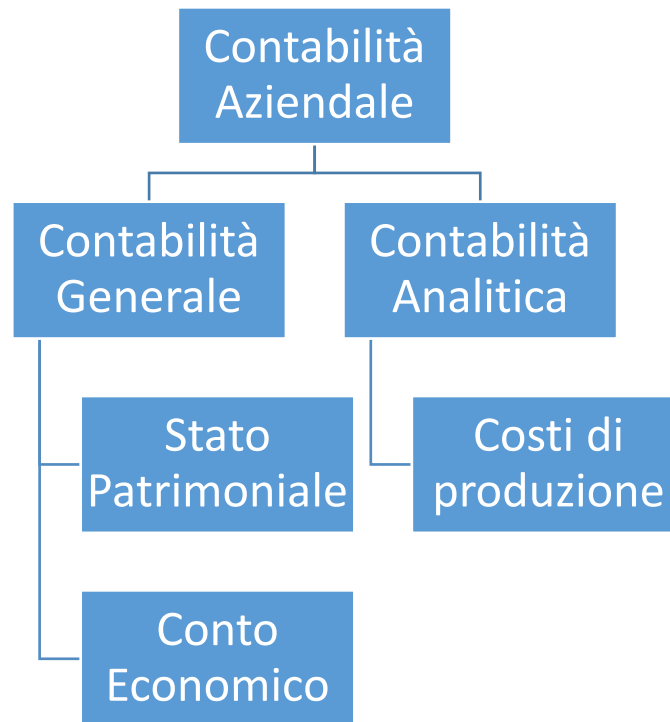 Contabilità
Aziendale
Contabilità
Generale
Contabilità
Analitica
Stato
Patrimoniale
Costi di
produzione
Conto
Economico